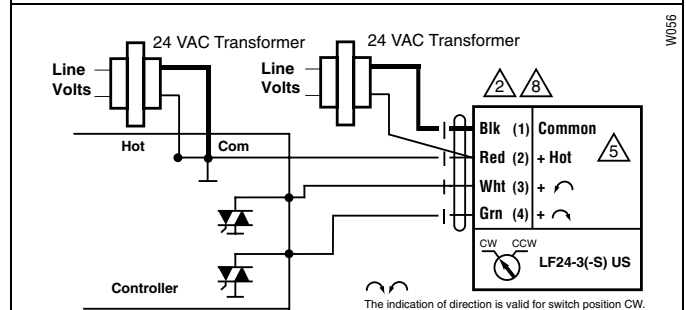 W056
24 VAC Transformer
24 VAC Transformer
Line
Volts
Line
Volts
2 8
Hot Com
Blk (1) Common
Red (2) + Hot
5
Wht (3) +
Grn (4) +
CW CCW
LF24-3(-S) US
Controller
The indication of direction is valid for switch position CW.